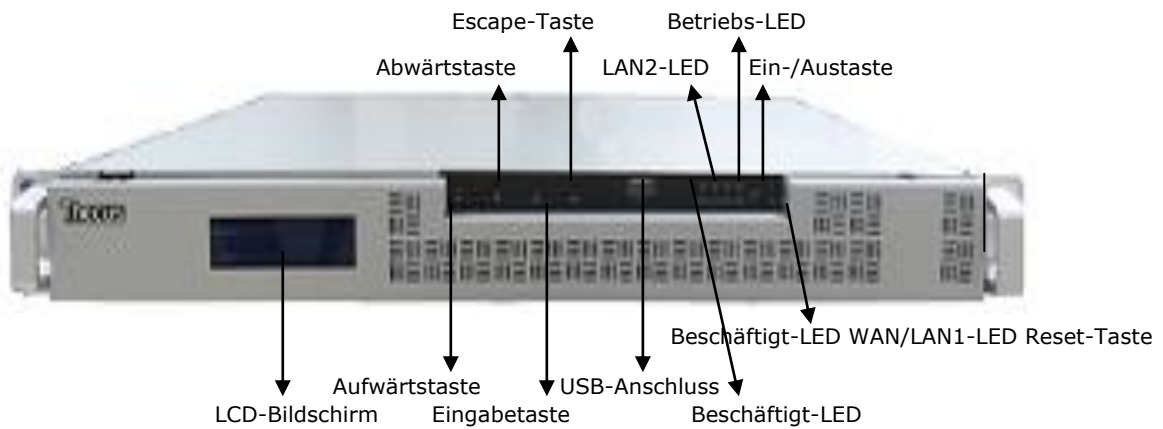 Escape-Taste Betriebs-LED
Abwärtstaste LAN2-LED Ein-/Austaste
Beschäftigt-LED WAN/LAN1-LED Reset-Taste
Aufwärtstaste USB-Anschluss
LCD-Bildschirm Eingabetaste Beschäftigt-LED